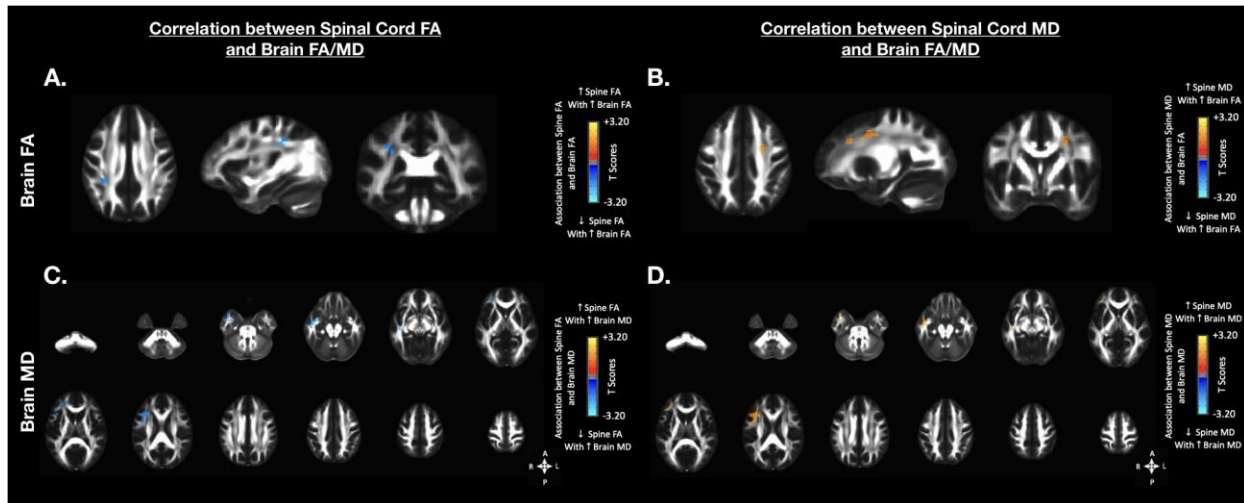 Correlation between Spinal Cord FA
and Brain FA/MD
Correlation between Spinal Cord MD
and Brain FA/MD
Brain FA
A.
↑ Spine FA
With ↑ Brain FA
Association between Spine FA
and Brain FA
+3.20
T Scores
-3.20
↓ Spine FA
With ↑ Brain FA
B.
↑ Spine MD
With ↑ Brain FA
Association between Spine MD
and Brain FA
+3.20
T Scores
-3.20
↓ Spine MD
With ↑ Brain FA
Brain MD
C.
↑ Spine FA
With ↑ Brain MD
Association between Spine FA
and Brain MD
+3.20
T Scores
-3.20
↓ Spine FA
With ↑ Brain MD
A
R L
P
D.
↑ Spine MD
With ↑ Brain MD
Association between Spine MD
and Brain MD
+3.20
T Scores
-3.20
↓ Spine MD
With ↑ Brain MD
A
R L
P